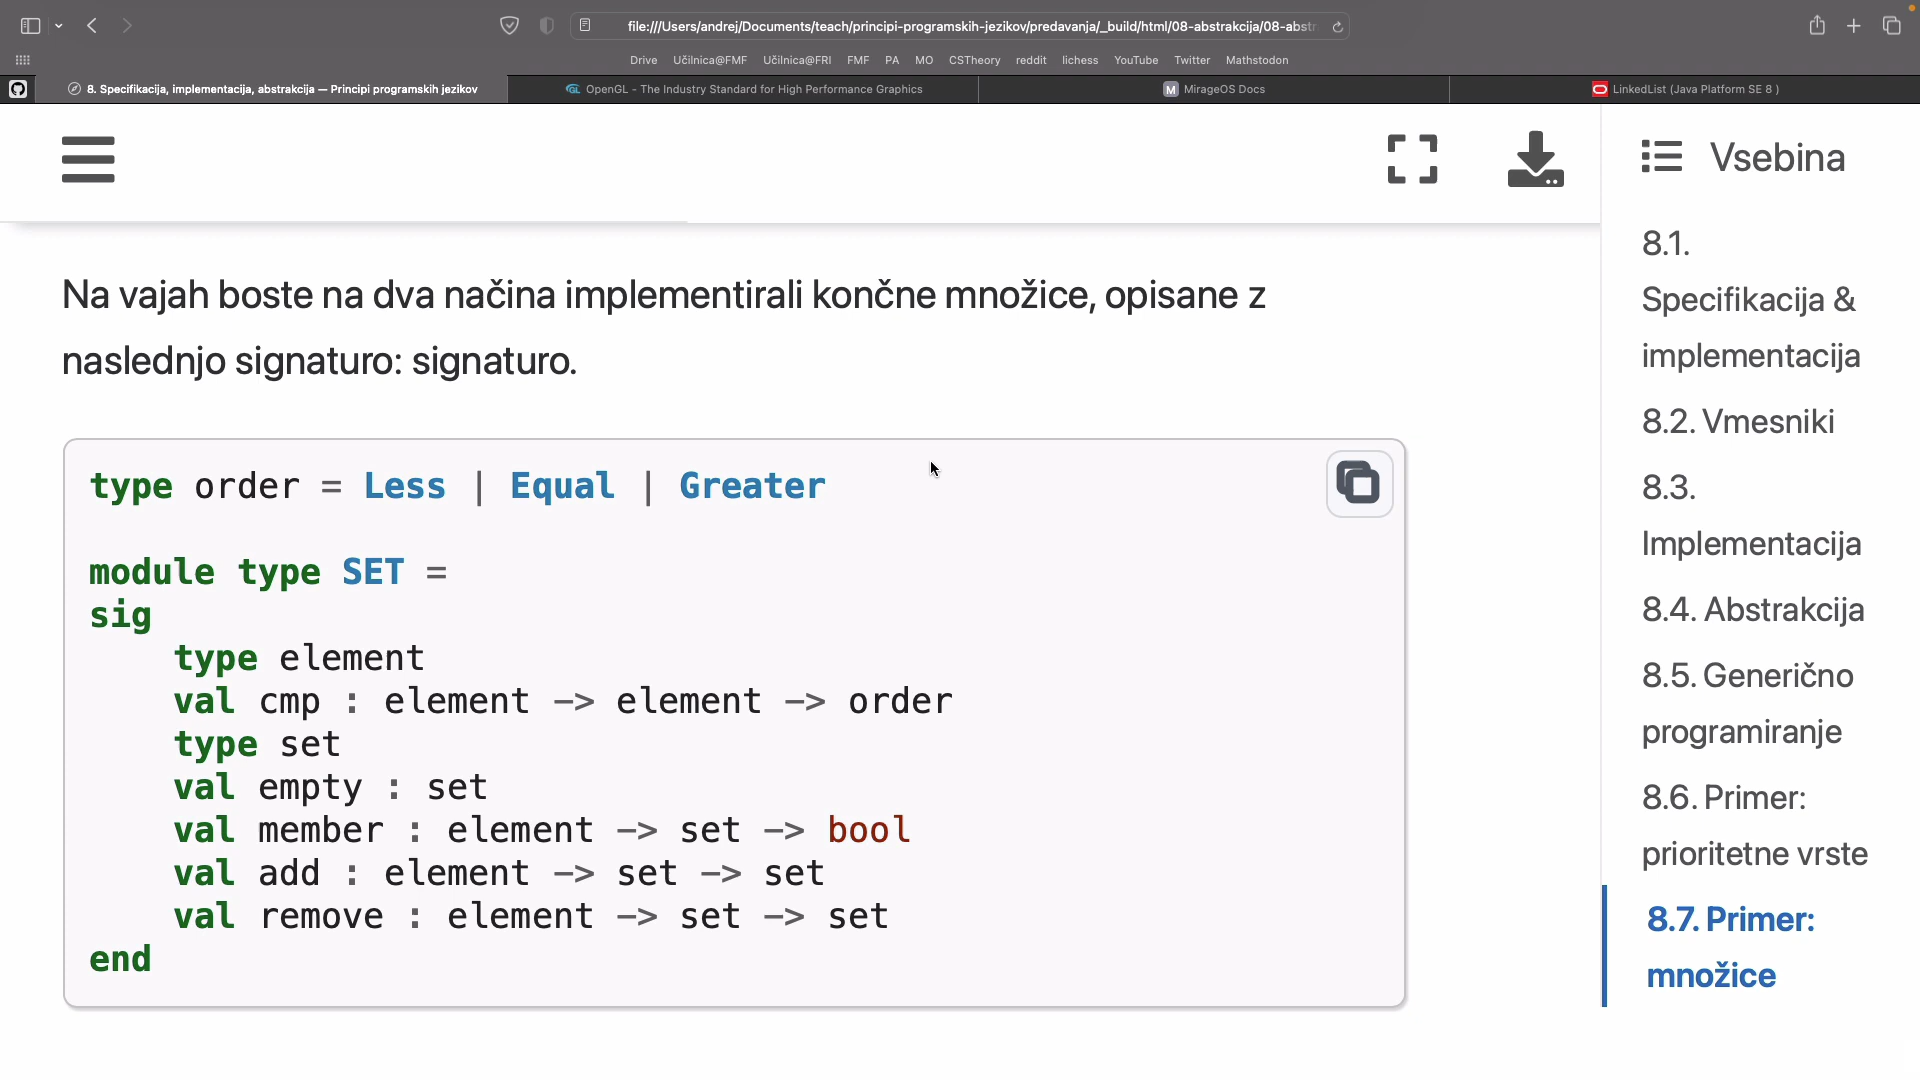 file:///Users/andrej/Documents/teach/principi-programskih-jezikov/predavanja/_build/html/08-abstrakcija/08-abstr
Drive Učilnica@FMF Učilnica@FRI FMF PA MO CSTheory reddit lichess YouTube Twitter Mathstodon
8. Specifikacija, implementacija, abstrakcija — Principi programskih jezikov
OpenGL - The Industry Standard for High Performance Graphics
M MirageOS Docs
LinkedList (Java Platform SE 8 )
Na vajah boste na dva načina implementirali končne množice, opisane z
naslednjo signaturo: signaturo.
type order = Less | Equal | Greater
module type SET =
sig
    type element
    val cmp : element -> element -> order
    type set
    val empty : set
    val member : element -> set -> bool
    val add : element -> set -> set
    val remove : element -> set -> set
end
Vsebina
8.1.
Specifikacija &
implementacija
8.2. Vmesniki
8.3.
Implementacija
8.4. Abstrakcija
8.5. Generično
programiranje
8.6. Primer:
prioritetne vrste
8.7. Primer:
množice